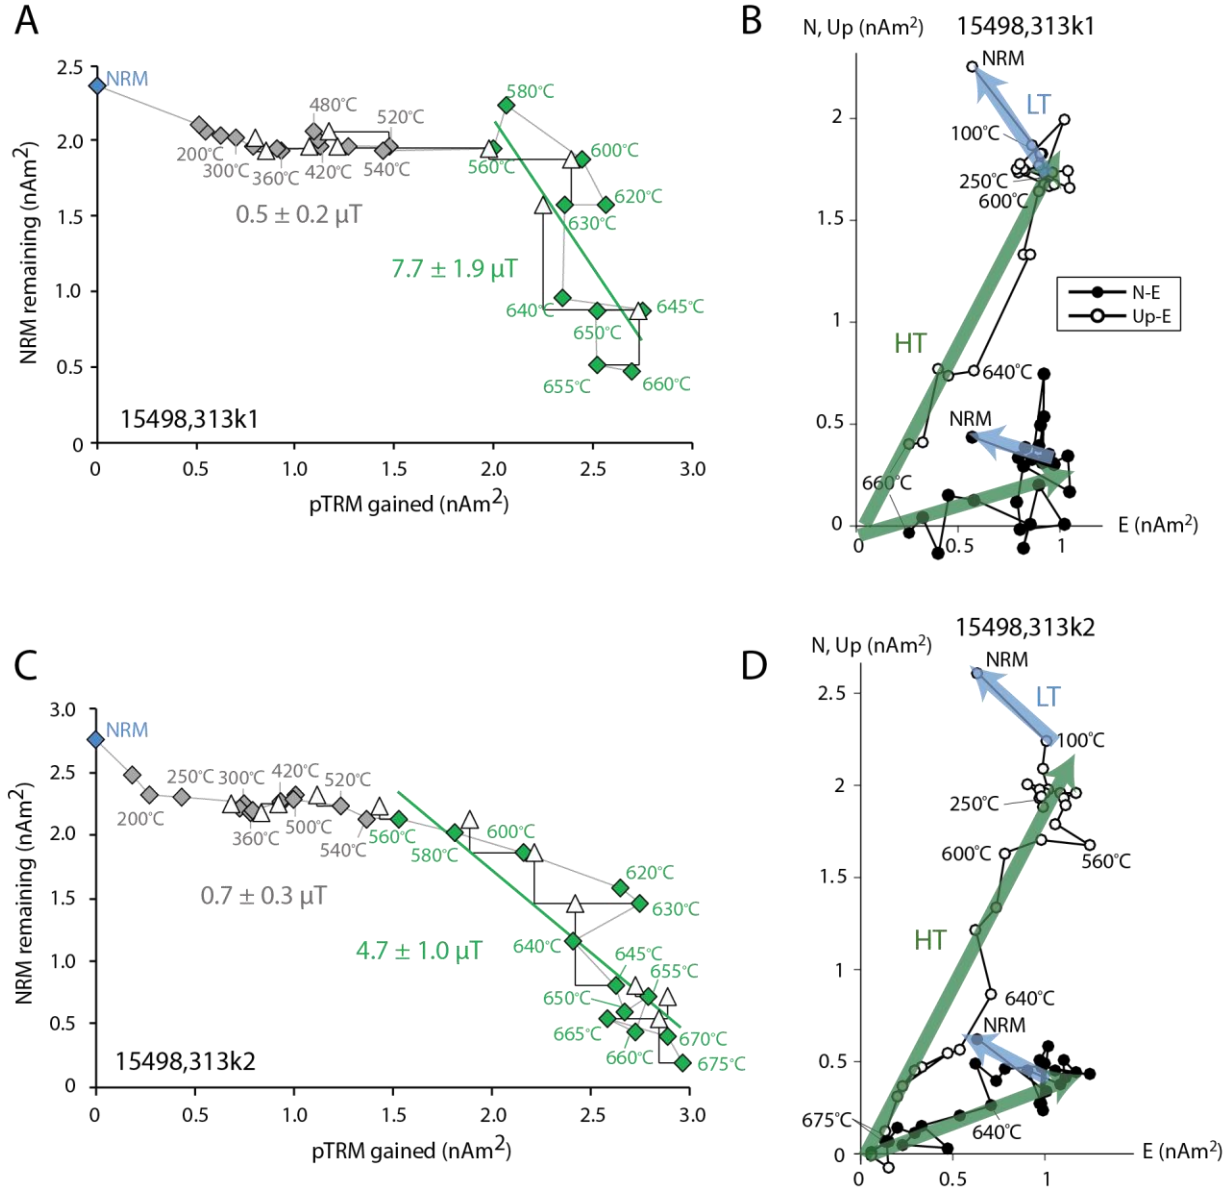 A
2.5
NRM
580°C
480°C
520°C
2.0
200°C
300°C
360°C
420°C
540°C
560°C
600°C
620°C
630°C
0.5 ± 0.2 µT
7.7 ± 1.9 µT
1.5
1.0
640°C
645°C
650°C
0.5
655°C
660°C
15498,313k1
0
NRM remaining (nAm²)
0 0.5 1.0 1.5 2.0 2.5 3.0
pTRM gained (nAm²)
B
N, Up (nAm²) 15498,313k1
NRM
LT
2
100°C
250°C
600°C
1.5
N-E
Up-E
1
HT
640°C
NRM
0.5
660°C
0
E (nAm²)
0 0.5 1
C
3.0
NRM
2.5
200°C
250°C
300°C
420°C
520°C
360°C
500°C
540°C
560°C
580°C
600°C
620°C
630°C
2.0
0.7 ± 0.3 µT
4.7 ± 1.0 µT
1.5
640°C
645°C
655°C
1.0
650°C
665°C
660°C
670°C
675°C
0.5
15498,313k2
0
NRM remaining (nAm²)
0 0.5 1.0 1.5 2.0 2.5 3.0
pTRM gained (nAm²)
D
15498,313k2
N, Up (nAm²)
NRM
LT
2.5
100°C
2
250°C
600°C
560°C
1.5
HT
1
640°C
NRM
0.5
675°C
640°C
0
E (nAm²)
0 0.5 1